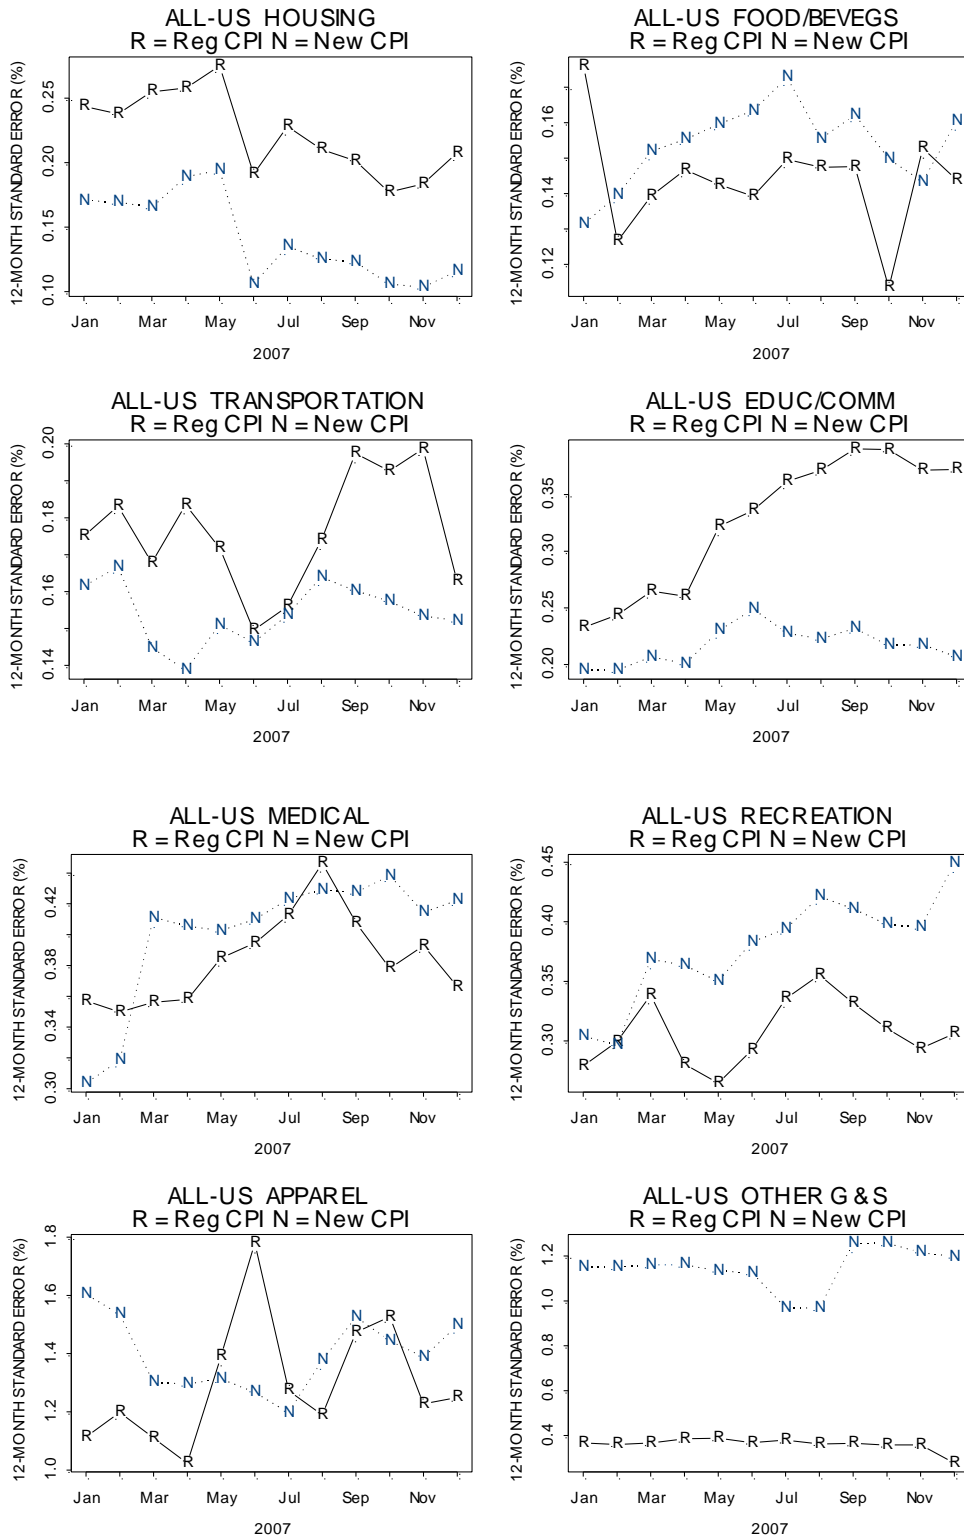 ALL-US HOUSING
R = Reg CPI N = New CPI
12-MONTH STANDARD ERROR (%)
0.25
0.20
0.15
0.10
R R R R R R R R R R R R
N N N N N N N N N N N N
Jan Mar May Jul Sep Nov
2007
ALL-US FOOD/BEVEGS
R = Reg CPI N = New CPI
12-MONTH STANDARD ERROR (%)
0.16
0.14
0.12
R R R R R R R R R R R R
N N N N N N N N N N N N
Jan Mar May Jul Sep Nov
2007
ALL-US TRANSPORTATION
R = Reg CPI N = New CPI
12-MONTH STANDARD ERROR (%)
0.20
0.18
0.16
0.14
R R R R R R R R R R R R
N N N N N N N N N N N N
Jan Mar May Jul Sep Nov
2007
ALL-US EDUC/COMM
R = Reg CPI N = New CPI
12-MONTH STANDARD ERROR (%)
0.35
0.30
0.25
0.20
R R R R R R R R R R R R
N N N N N N N N N N N N
Jan Mar May Jul Sep Nov
2007
ALL-US MEDICAL
R = Reg CPI N = New CPI
12-MONTH STANDARD ERROR (%)
0.42
0.38
0.34
0.30
R R R R R R R R R R R R
N N N N N N N N N N N N
Jan Mar May Jul Sep Nov
2007
ALL-US RECREATION
R = Reg CPI N = New CPI
12-MONTH STANDARD ERROR (%)
0.45
0.40
0.35
0.30
R R R R R R R R R R R R
N N N N N N N N N N N N
Jan Mar May Jul Sep Nov
2007
ALL-US APPAREL
R = Reg CPI N = New CPI
12-MONTH STANDARD ERROR (%)
1.8
1.6
1.4
1.2
1.0
R R R R R R R R R R R R
N N N N N N N N N N N N
Jan Mar May Jul Sep Nov
2007
ALL-US OTHER G & S
R = Reg CPI N = New CPI
12-MONTH STANDARD ERROR (%)
1.2
1.0
0.8
0.6
0.4
R R R R R R R R R R R R
N N N N N N N N N N N N
Jan Mar May Jul Sep Nov
2007